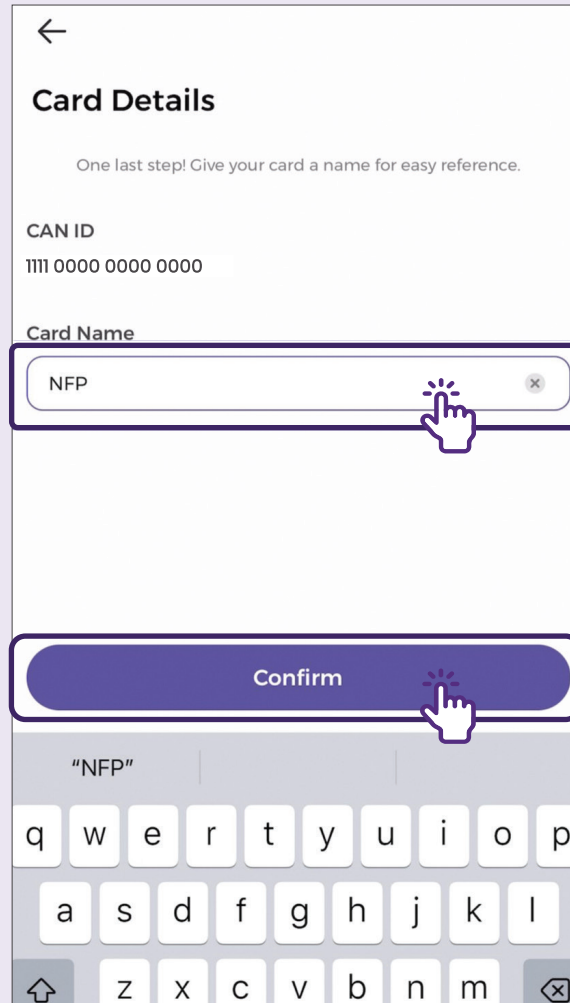 Card Details
One last step! Give your card a name for easy reference.
CAN ID
1111 0000 0000 0000
Card Name
NFP
Confirm
“NFP”
q w e r t y u i o p
a s d f g h j k l
z x c v b n m